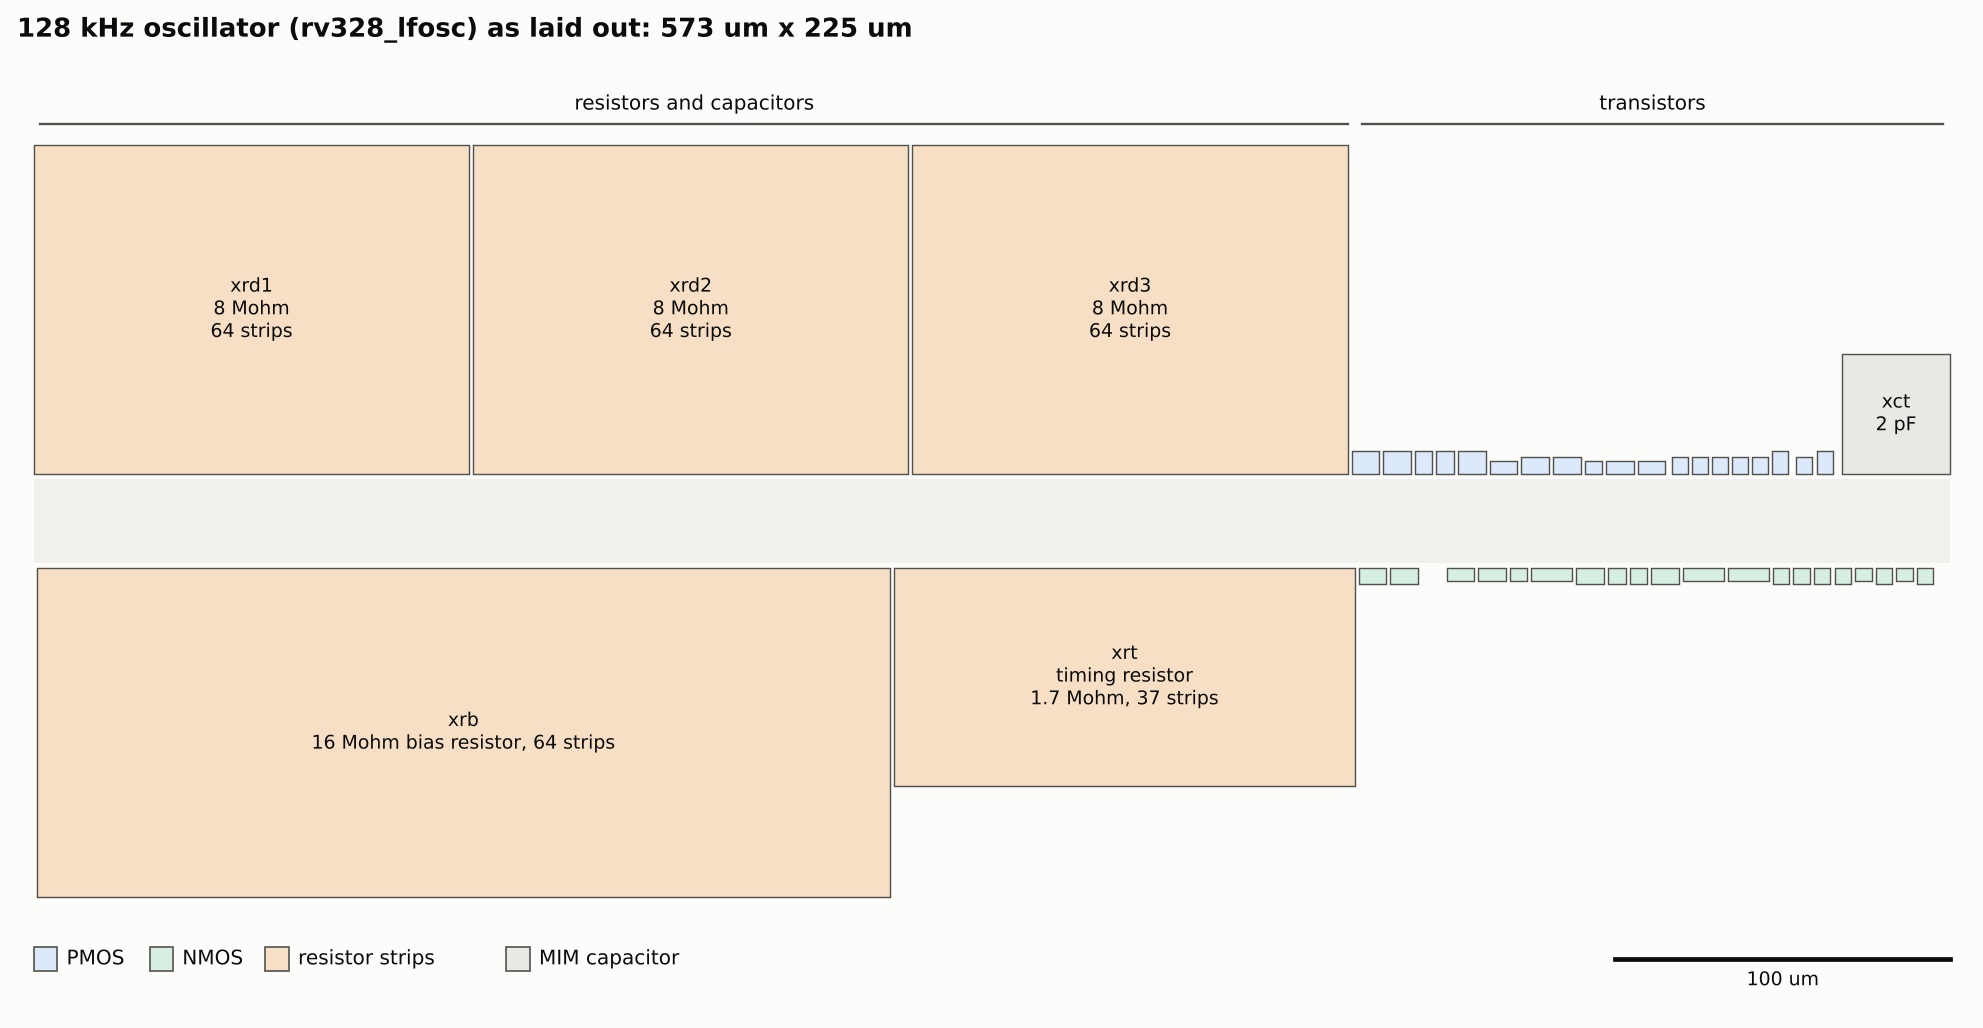 128 kHz oscillator (rv328_lfosc) as laid out: 573 um x 225 um
resistors and capacitors
transistors
xrd1
8 Mohm
64 strips
xrd2
8 Mohm
64 strips
xrd3
8 Mohm
64 strips
xct
2 pF
xrb
16 Mohm bias resistor, 64 strips
xrt
timing resistor
1.7 Mohm, 37 strips
PMOS
NMOS
resistor strips
MIM capacitor
100 um